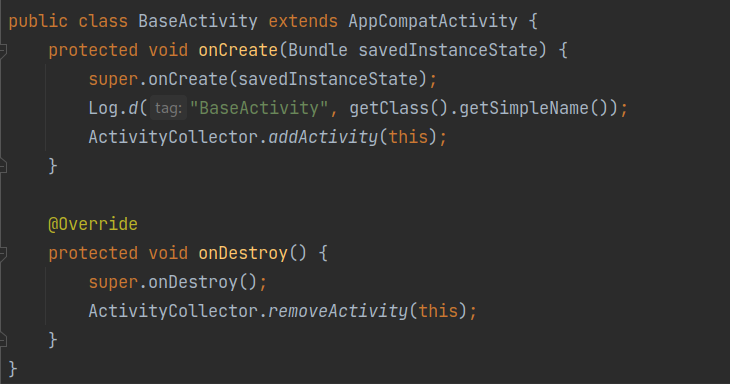 public class BaseActivity extends AppCompatActivity {
    protected void onCreate(Bundle savedInstanceState) {
        super.onCreate(savedInstanceState);
        Log.d( tag: "BaseActivity", getClass().getSimpleName());
        ActivityCollector.addActivity(this);
    }

    @Override
    protected void onDestroy() {
        super.onDestroy();
        ActivityCollector.removeActivity(this);
    }
}